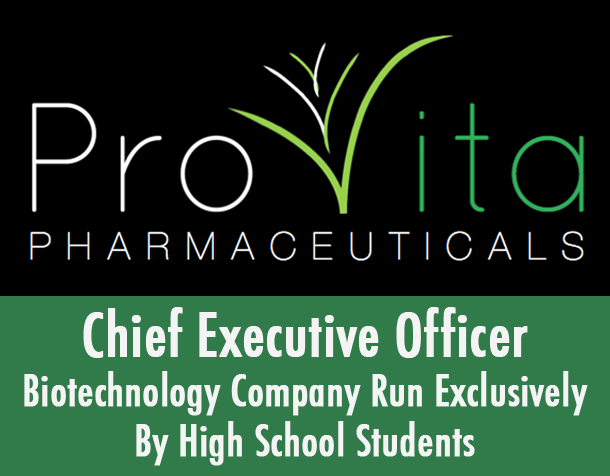 ProVita
PHARMACEUTICALS
Chief Executive Officer
Biotechnology Company Run Exclusively
By High School Students